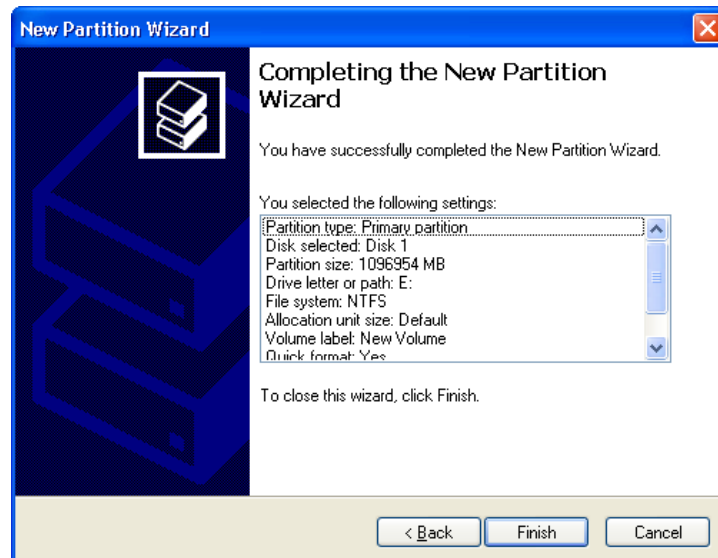 New Partition Wizard
Completing the New Partition
Wizard
You have successfully completed the New Partition Wizard.
You selected the following settings:
Partition type: Primary partition
Disk selected: Disk 1
Partition size: 1096954 MB
Drive letter or path: E:
File system: NTFS
Allocation unit size: Default
Volume label: New Volume
Quick format: Yes
To close this wizard, click Finish.
< Back Finish Cancel